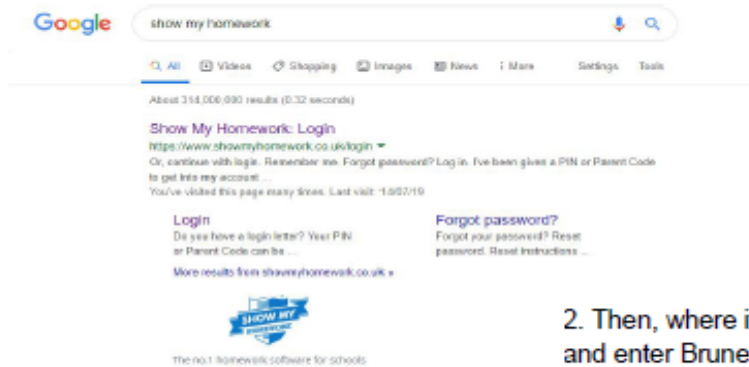 Google
show my homework
All Videos Shopping Images News More Settings Tools
About 314,000,000 results (0.32 seconds)
Show My Homework: Login
https://www.showmyhomework.co.uk/login
Or, continue with login. Remember me. Forgot password? Log in. I've been given a PIN or Parent Code
to get into my account ...
You've visited this page many times. Last visit: 14/07/19
Login Forgot password?
Do you have a login letter? Your PIN Forgot your password? Reset
or Parent Code can be ... password. Reset Instructions ...
More results from showmyhomework.co.uk »
SHOW MY
HOMEWORK
The no.1 homework software for schools
2. Then, where i
and enter Brune